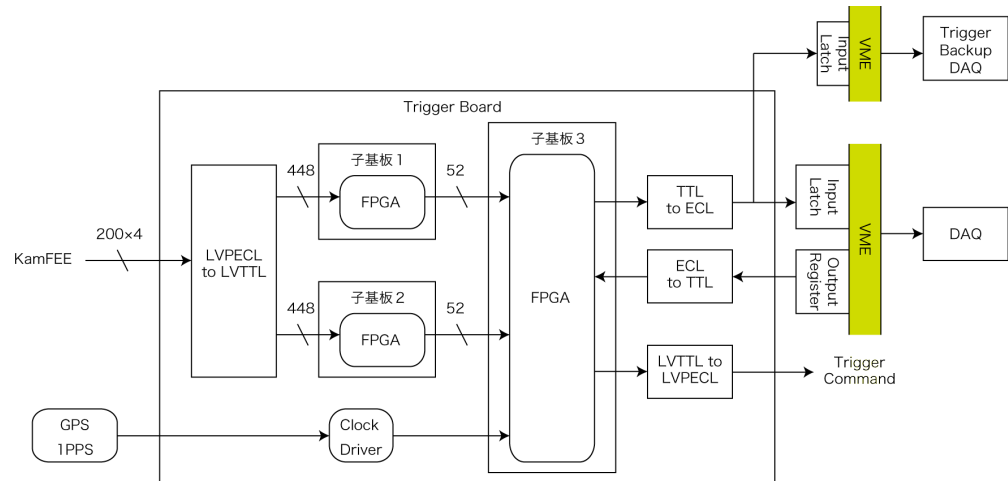 Input
Latch
VME
Trigger
Backup
DAQ
Trigger Board
子基板3
子基板1
448
FPGA
52
TTL
to ECL
Input
Latch
VME
DAQ
200×4
KamFEE
LVPECL
to LVTTL
FPGA
ECL
to TTL
Output
Register
子基板2
448
FPGA
52
LVTTL to
LVPECL
Trigger
Command
GPS
1PPS
Clock
Driver